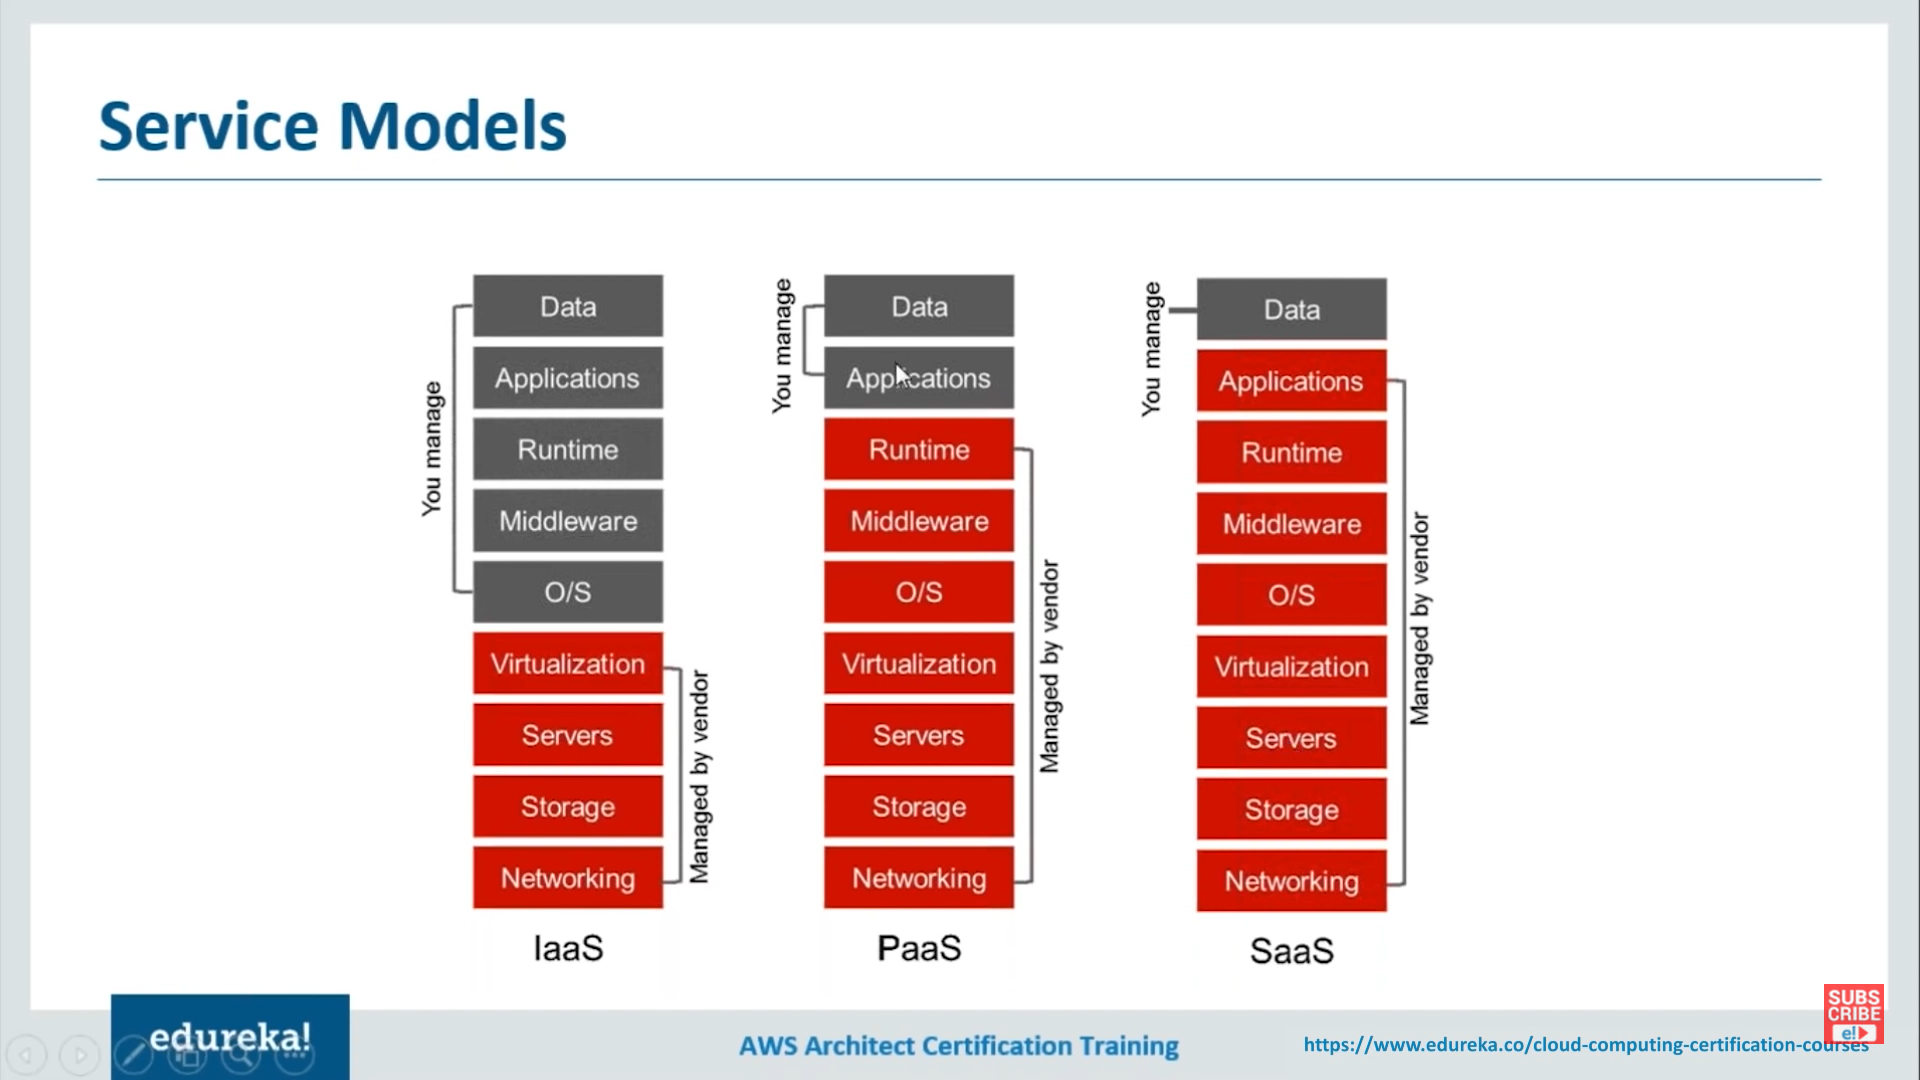 Service Models
You manage
Data
Applications
Runtime
Middleware
O/S
Virtualization
Servers
Storage
Networking
Managed by vendor
IaaS
You manage
Data
Applications
Runtime
Middleware
O/S
Virtualization
Servers
Storage
Networking
Managed by vendor
PaaS
You manage
Data
Applications
Runtime
Middleware
O/S
Virtualization
Servers
Storage
Networking
Managed by vendor
SaaS
edureka!
AWS Architect Certification Training
https://www.edureka.co/cloud-computing-certification-courses
SUBS
CRIBE
e!